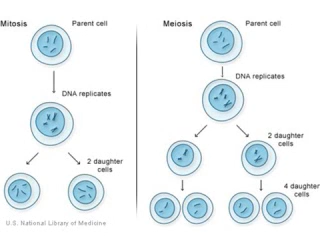 Mitosis
Parent cell
DNA replicates
2 daughter
cells
Meiosis
Parent cell
DNA replicates
2 daughter
cells
4 daughter
cells
U.S. National Library of Medicine